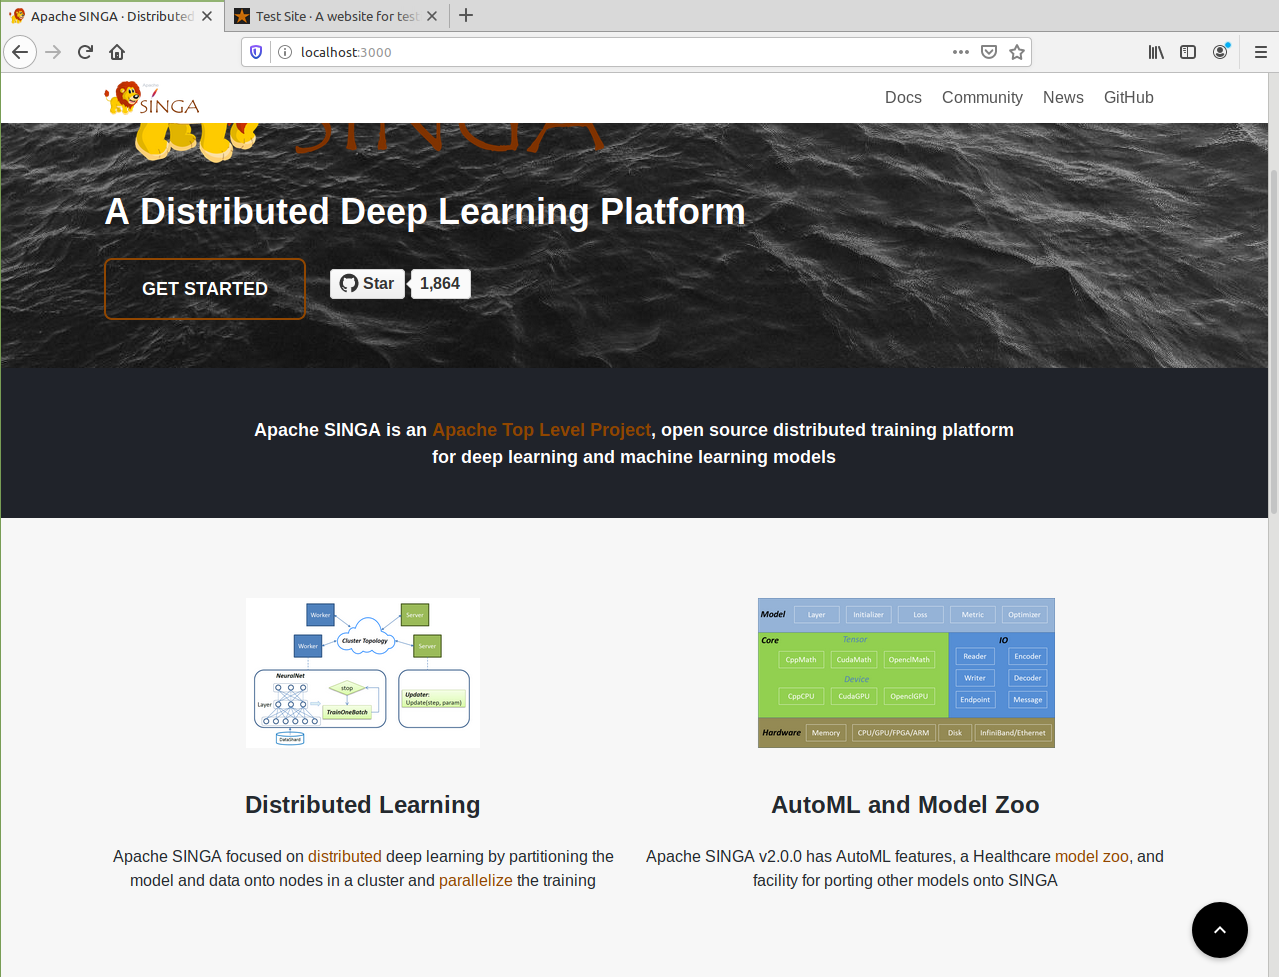 Apache SINGA · Distributed
Test Site · A website for test
localhost:3000
SINGA
Docs Community News GitHub
SINGA
A Distributed Deep Learning Platform
GET STARTED
Star 1,864
Apache SINGA is an Apache Top Level Project, open source distributed training platform
for deep learning and machine learning models
Worker
Server
Cluster Topology
Worker
Server
NeuralNet
stop
Layer
TrainOneBatch
DataShard
Updater:
Update(step, param)
Model Layer Initializer Loss Metric Optimizer
Core Tensor
CppMath CudaMath OpenclMath
Device
CppCPU CudaGPU OpenclGPU
IO
Reader Encoder
Writer Decoder
Endpoint Message
Hardware Memory CPU/GPU/FPGA/ARM Disk InfiniBand/Ethernet
Distributed Learning
Apache SINGA focused on distributed deep learning by partitioning the
model and data onto nodes in a cluster and parallelize the training
AutoML and Model Zoo
Apache SINGA v2.0.0 has AutoML features, a Healthcare model zoo, and
facility for porting other models onto SINGA